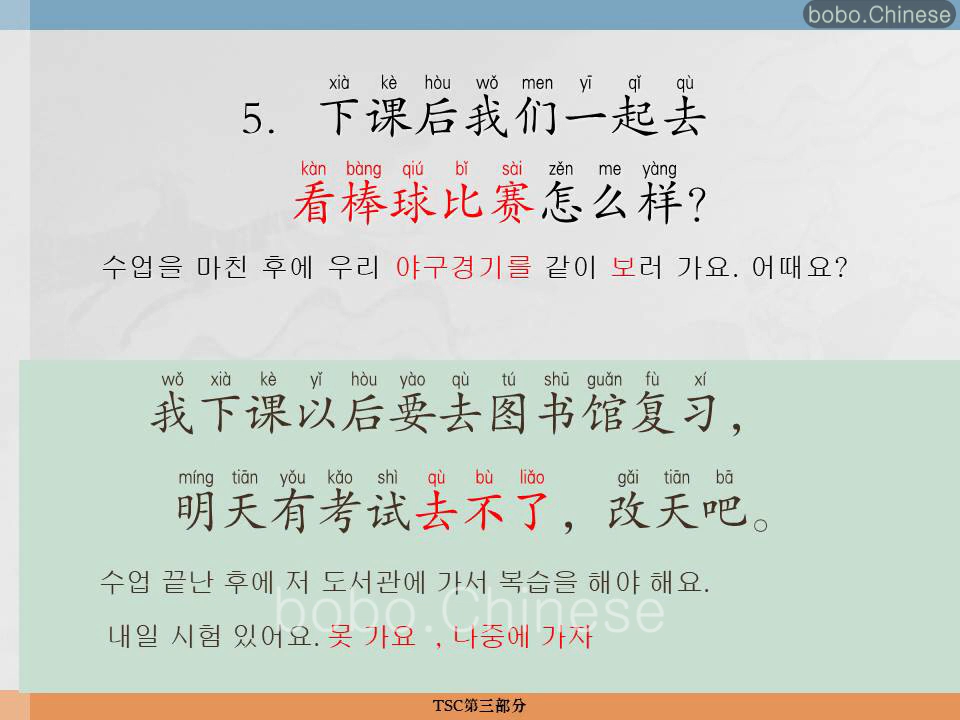 bobo.Chinese
xià kè hòu wǒ men yī qǐ qù
5. 下课后我们一起去
kàn bàng qiú bǐ sài zěn me yàng
看棒球比赛怎么样?
수업을 마친 후에 우리 야구경기를 같이 보러 가요. 어때요?
wǒ xià kè yǐ hòu yào qù tú shū guǎn fù xí
我下课以后要去图书馆复习，
míng tiān yǒu kǎo shì qù bù liǎo gǎi tiān bā
明天有考试去不了，改天吧。
수업 끝난 후에 저 도서관에 가서 복습을 해야 해요.
bobo.Chinese
내일 시험 있어요. 못 가요 , 나중에 가자
TSC第三部分